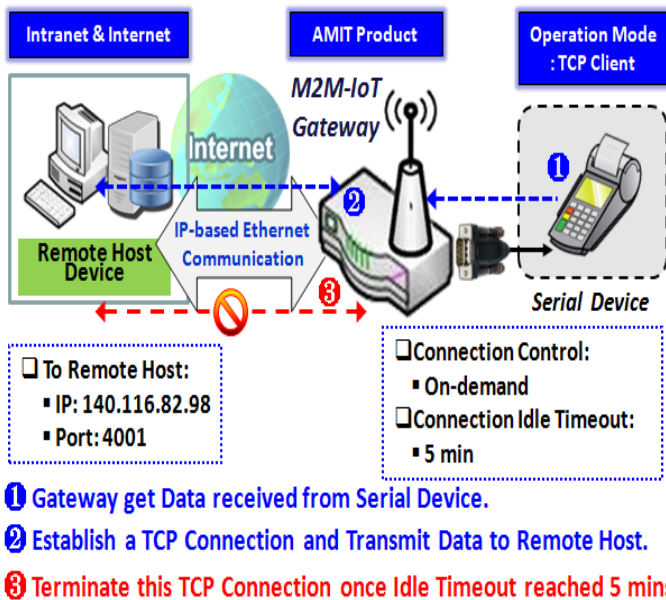 Intranet & Internet
AMIT Product
Operation Mode
: TCP Client
M2M-IoT
Gateway
Internet
1
2
IP-based Ethernet
Communication
Remote Host
Device
3
Serial Device
❑ To Remote Host:
▪ IP: 140.116.82.98
▪ Port: 4001
❑Connection Control:
▪ On-demand
❑Connection Idle Timeout:
▪ 5 min
1 Gateway get Data received from Serial Device.
2 Establish a TCP Connection and Transmit Data to Remote Host.
3 Terminate this TCP Connection once Idle Timeout reached 5 min